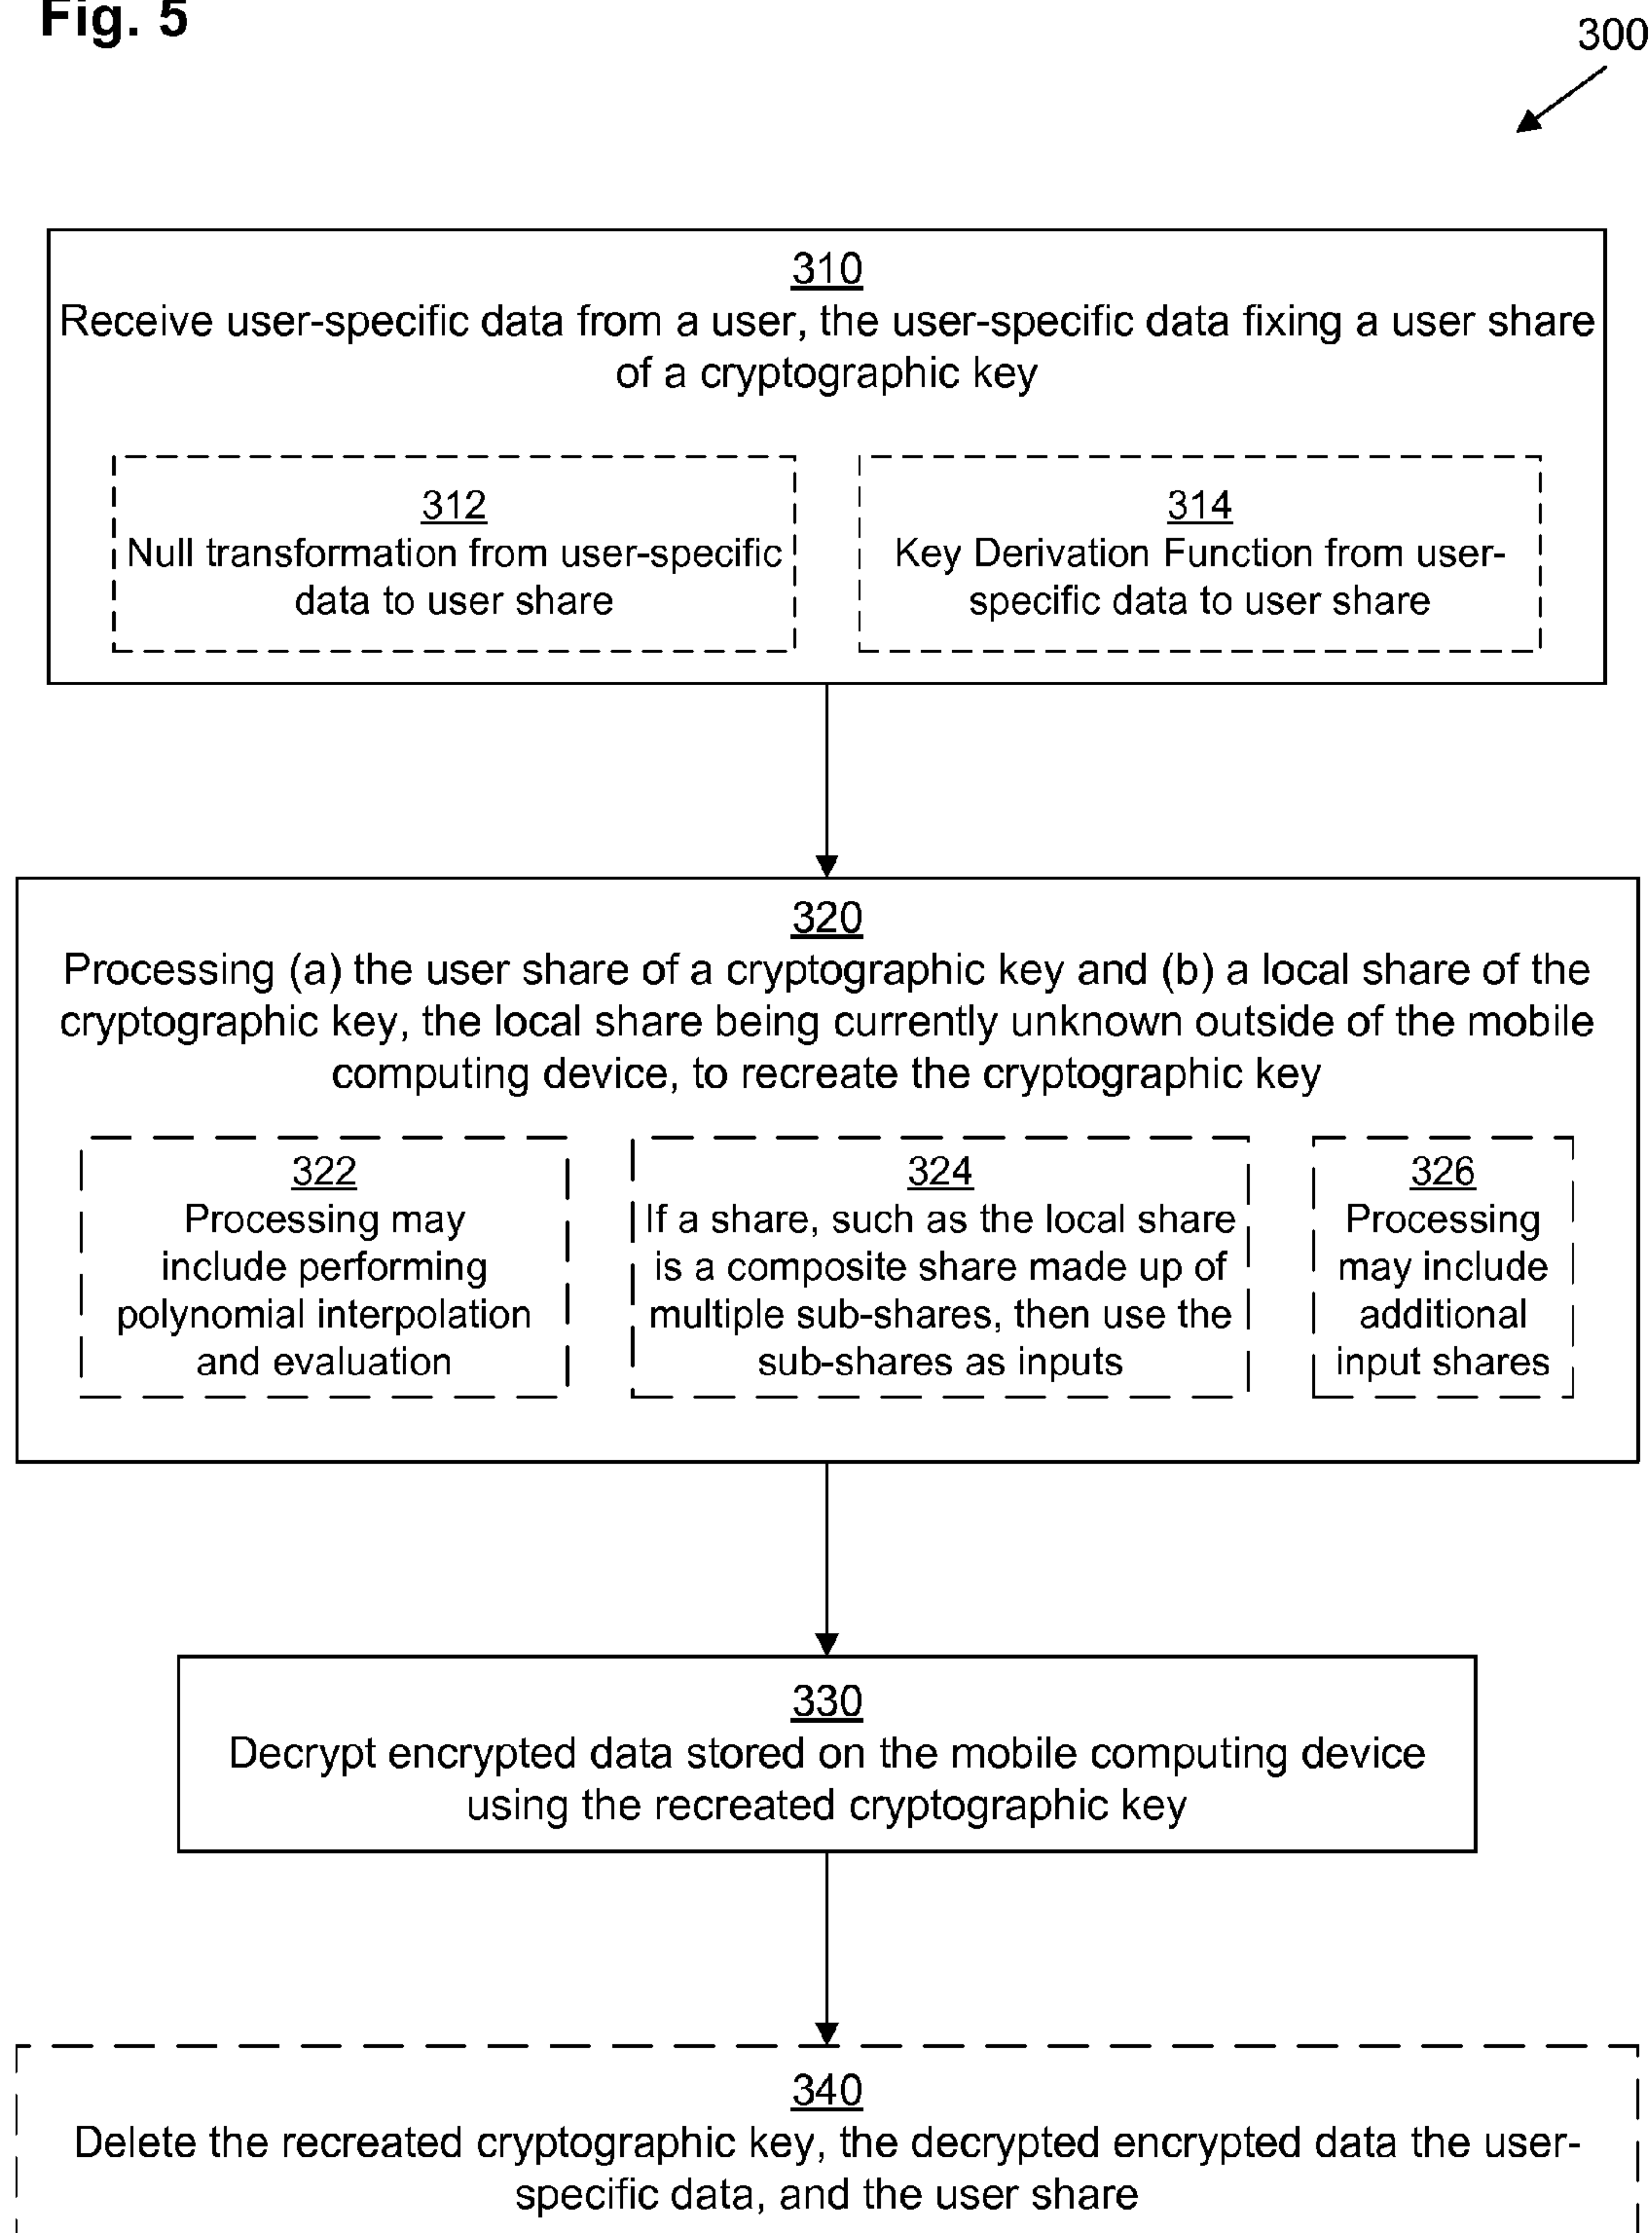 Fig. 5
300
310
Receive user-specific data from a user, the user-specific data fixing a user share
of a cryptographic key
312
Null transformation from user-specific
data to user share
314
Key Derivation Function from user-
specific data to user share
320
Processing (a) the user share of a cryptographic key and (b) a local share of the
cryptographic key, the local share being currently unknown outside of the mobile
computing device, to recreate the cryptographic key
322
Processing may
include performing
polynomial interpolation
and evaluation
324
If a share, such as the local share
is a composite share made up of
multiple sub-shares, then use the
sub-shares as inputs
326
Processing
may include
additional
input shares
330
Decrypt encrypted data stored on the mobile computing device
using the recreated cryptographic key
340
Delete the recreated cryptographic key, the decrypted encrypted data the user-
specific data, and the user share